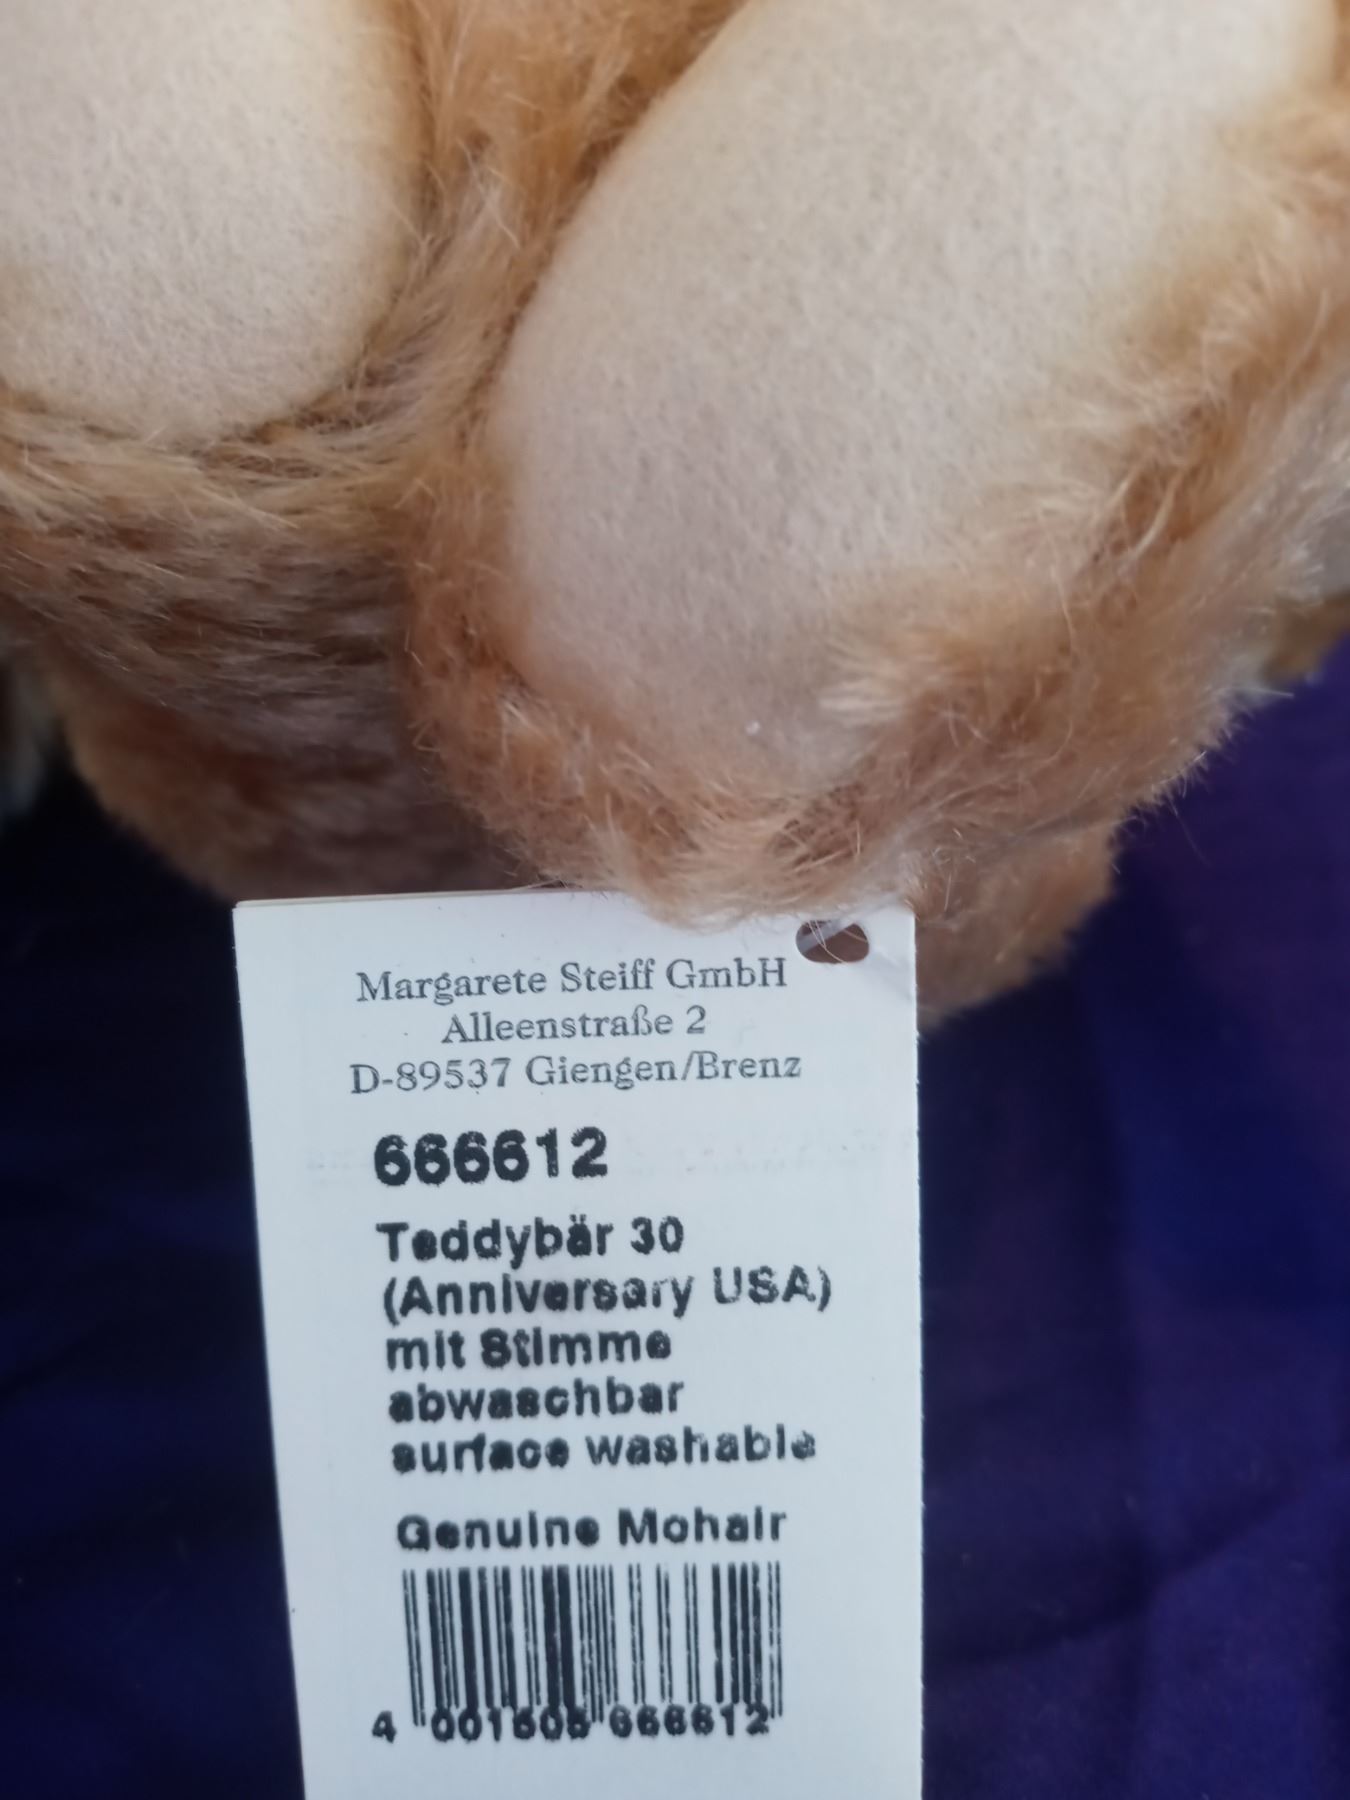 Margarete Steiff GmbH
Alleenstraße 2
D-89537 Giengen/Brenz
666612
Teddybär 30
(Anniversary USA)
mit Stimme
abwaschbar
surface washable
Genuine Mohair
4 001505 666612